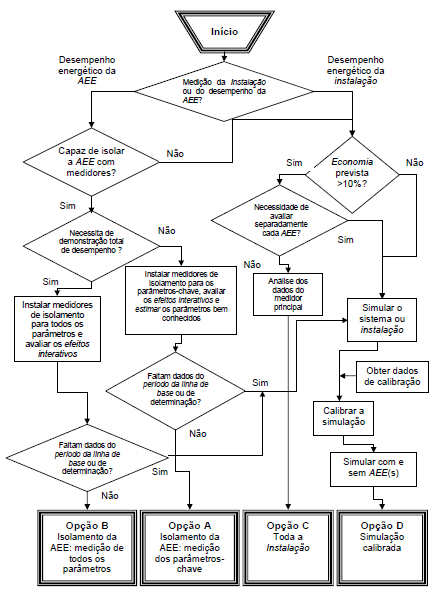 Início
Desempenho
energético da
AEE
Desempenho
energético da
instalação
Medição da Instalação
ou do desempenho da
AEE?
Capaz de isolar
a AEE com
medidores?
Não
Sim
Economia
prevista
>10%?
Não
Sim
Necessidade de
avaliar
separadamente
cada AEE?
Sim
Não
Necessita de
demonstração total
de desempenho ?
Não
Sim
Instalar medidores de
Isolamento para os
parâmetros-chave, avaliar
os efeitos interativos e
estimar os parâmetros bem
conhecidos
Análise dos
dados do
medidor
principal
Simular o
sistema ou
instalação
Instalar medidores
de isolamento
para todos os
parâmetros e
avaliar os efeitos
interativos
Faltam dados do
período da linha de
base ou de
determinação?
Sim
Não
Obter dados
de calibração
Calibrar a
simulação
Faltam dados do
período da linha de
base ou de
determinação?
Sim
Não
Simular com e
sem AEE(s)
Opção B
Isolamento da
AEE: medição de
todos os
parâmetros
Opção A
Isolamento da
AEE: medição
dos parâmetros-
chave
Opção C
Toda a
Instalação
Opção D
Simulação
calibrada